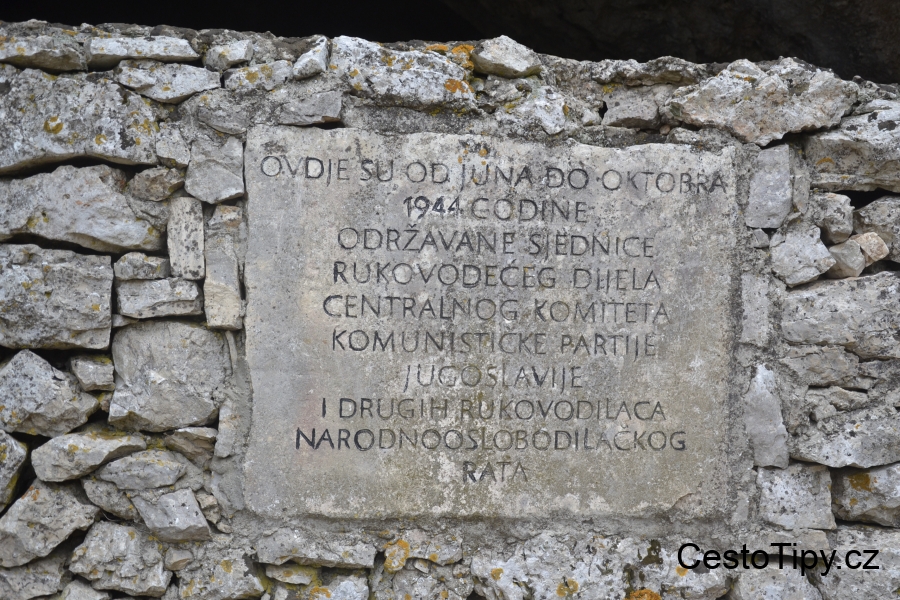 OVDJE SU OD JUNA DO OKTOBRA
1944 GODINE
ODRŽAVANE SJEDNICE
RUKOVODEĆEG DIJELA
CENTRALNOG KOMITETA
KOMUNISTIČKE PARTIJE
JUGOSLAVIJE
I DRUGIH RUKOVODILACA
NARODNOOSLOBODILAČKOG
RATA
CestoTipy.cz